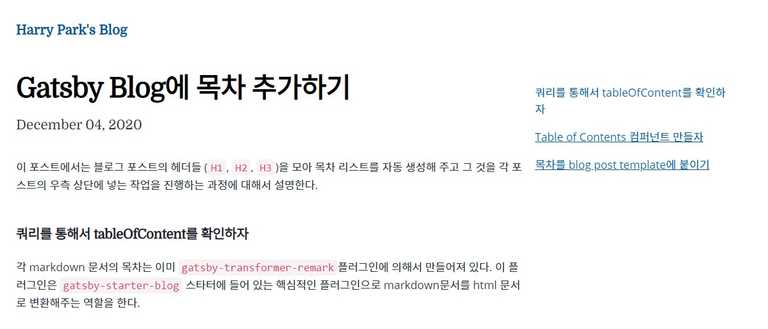 Harry Park's Blog
Gatsby Blog에 목차 추가하기
December 04, 2020
이 포스트에서는 블로그 포스트의 헤더들 ( H1 , H2 , H3 )을 모아 목차 리스트를 자동 생성해 주고 그 것을 각 포
스트의 우측 상단에 넣는 작업을 진행하는 과정에 대해서 설명한다.
쿼리를 통해서 tableOfContent를 확인하자
각 markdown 문서의 목차는 이미 gatsby-transformer-remark 플러그인에 의해서 만들어져 있다. 이 플
러그인은 gatsby-starter-blog 스타터에 들어 있는 핵심적인 플러그인으로 markdown문서를 html 문서
로 변환해주는 역할을 한다.
쿼리를 통해서 tableOfContent를 확인하
자
Table of Contents 컴퍼넌트 만들자
목차를 blog post template에 붙이기